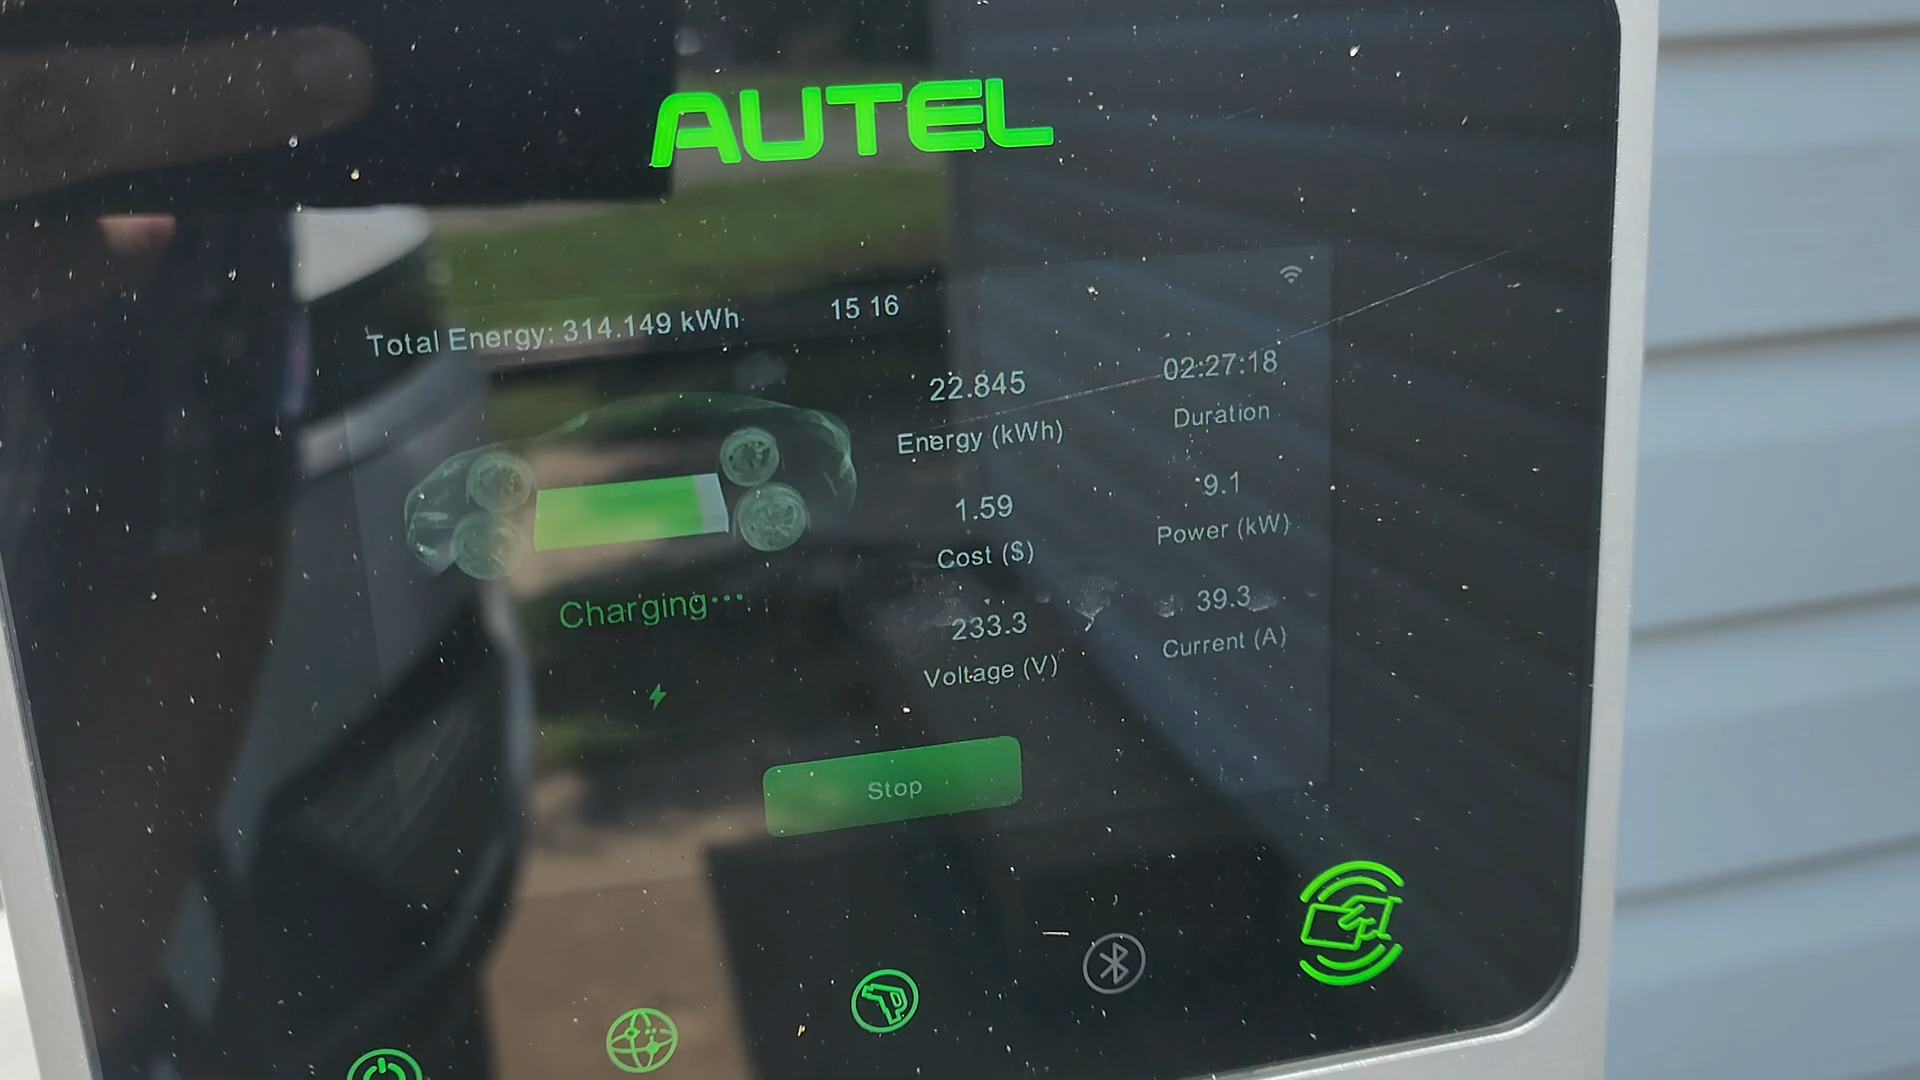 AUTEL
Total Energy: 314.149 kWh
15 16
22.845
Energy (kWh)
02:27:18
Duration
1.59
Cost ($)
9.1
Power (kW)
233.3
Voltage (V)
39.3
Current (A)
Charging···
Stop